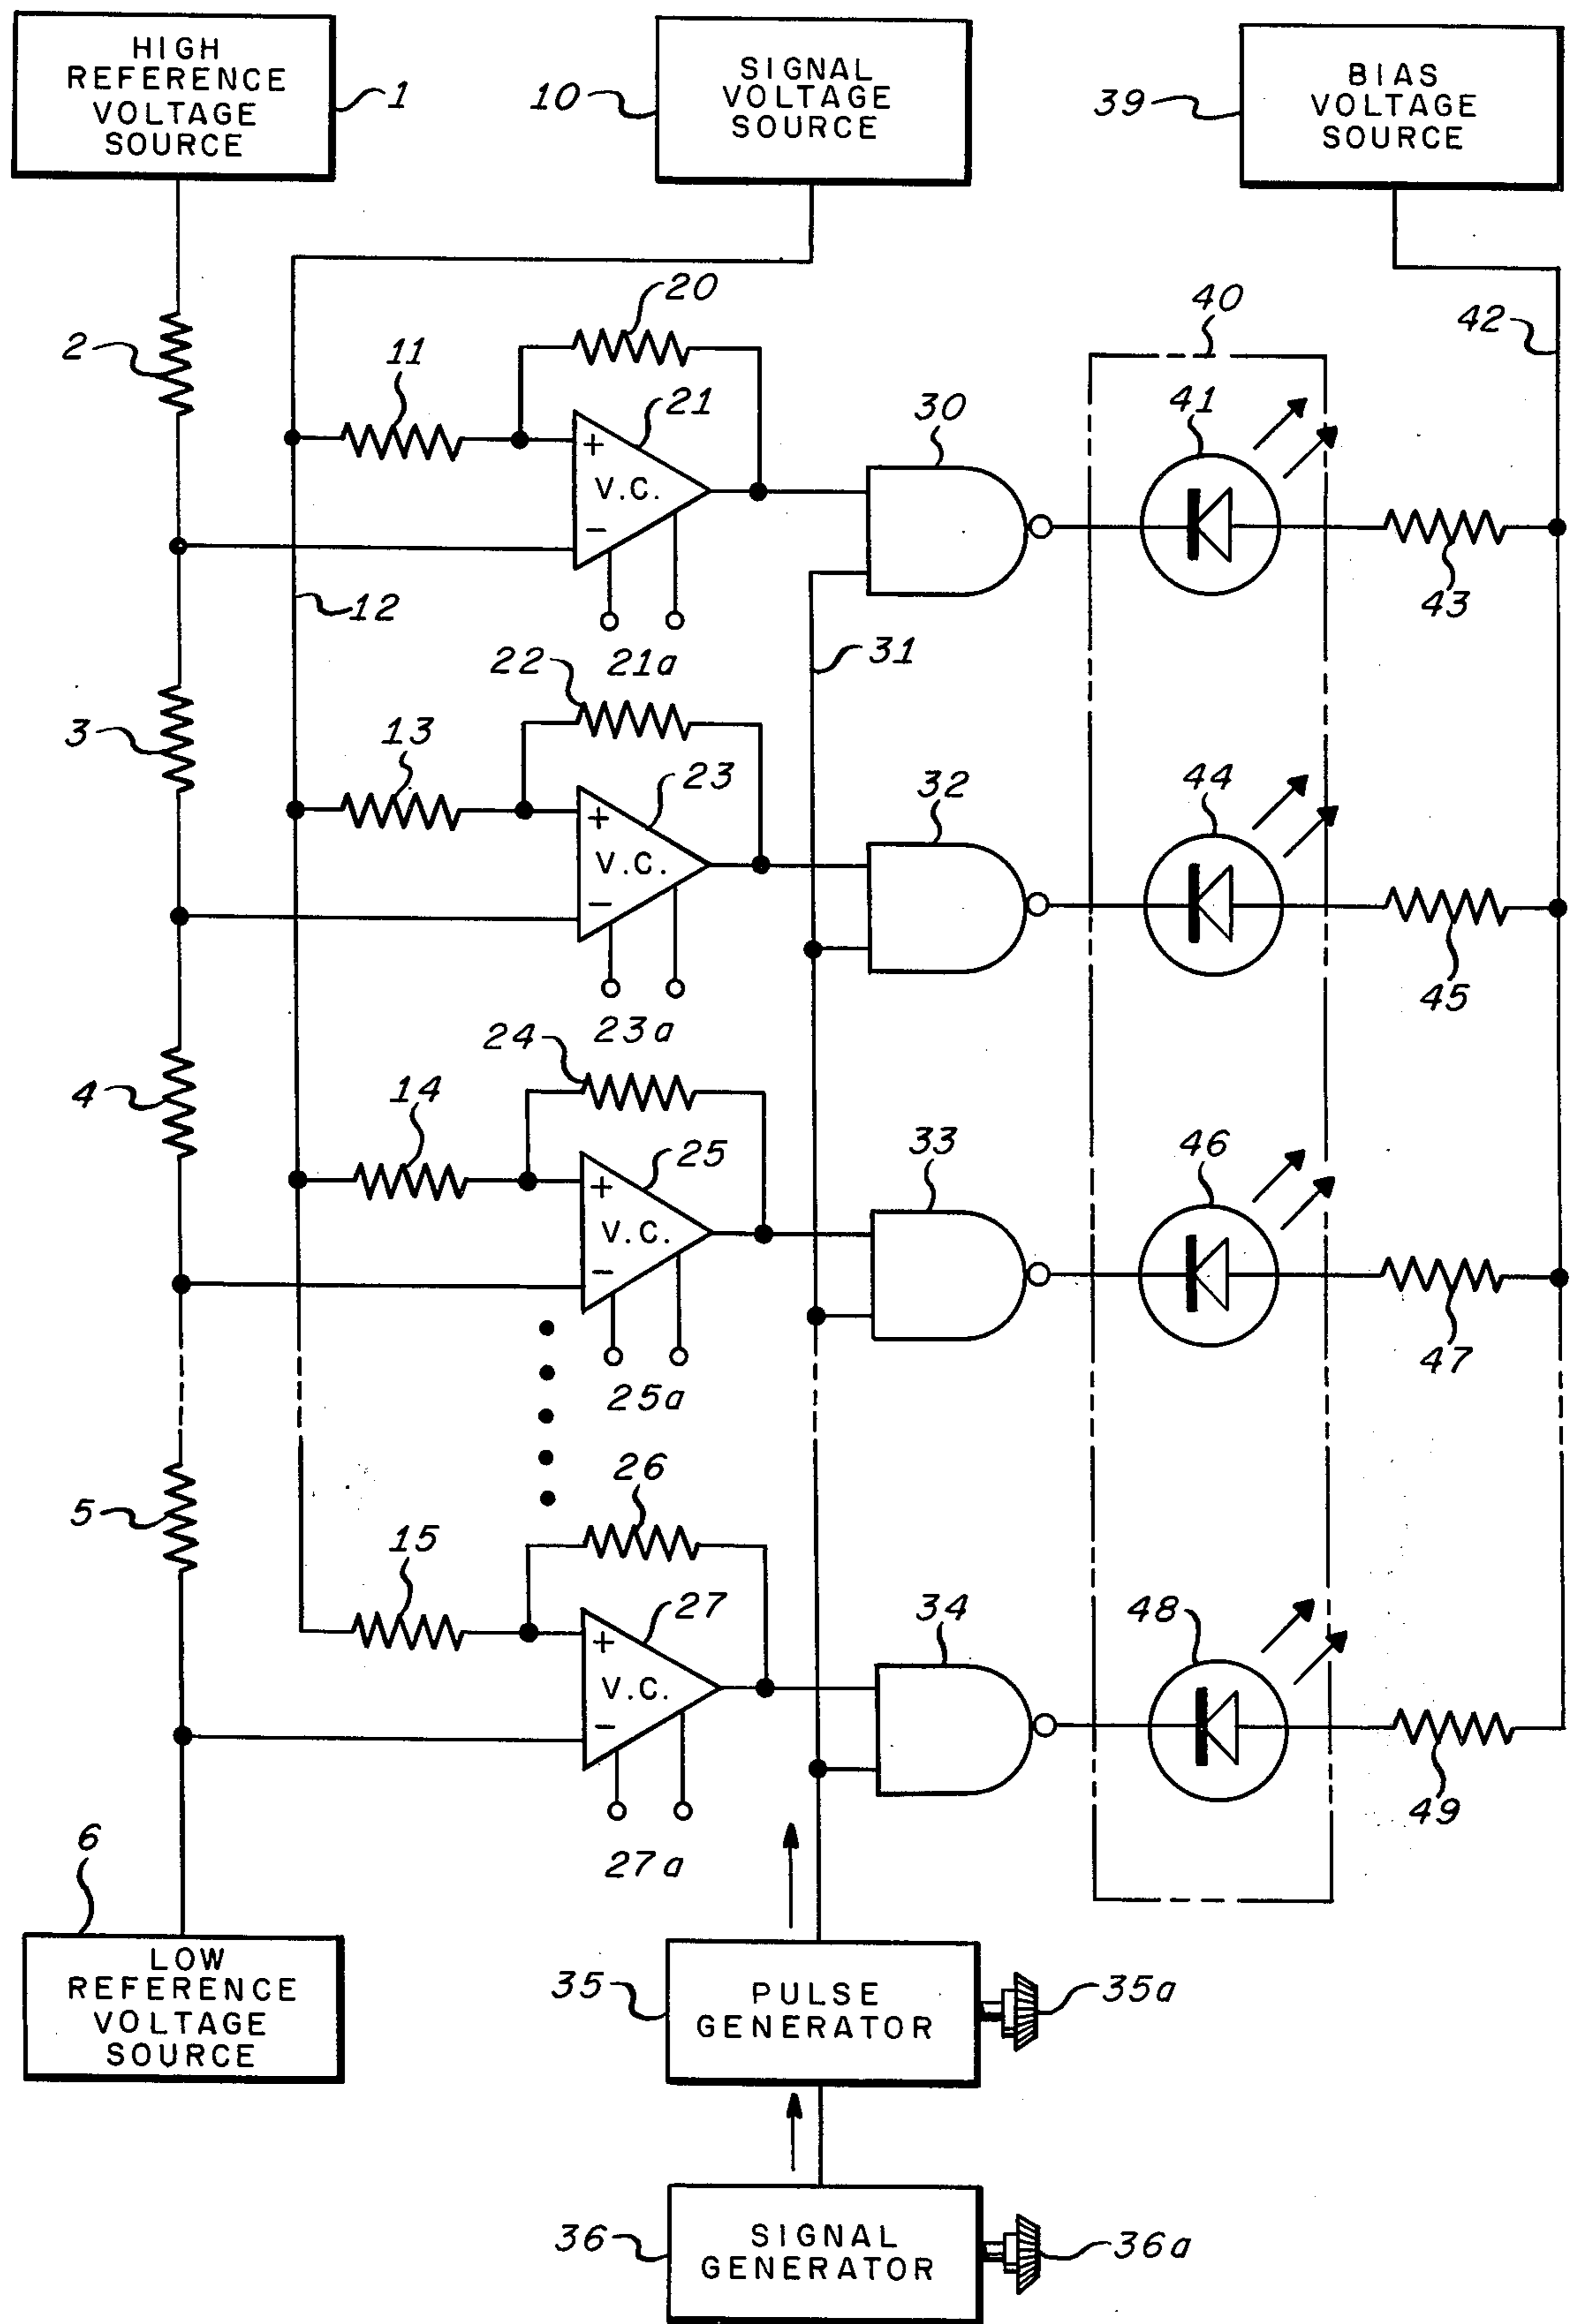 HIGH
REFERENCE
VOLTAGE
SOURCE
1
10
SIGNAL
VOLTAGE
SOURCE
39
BIAS
VOLTAGE
SOURCE
2
11
20
21
+
V.C.
−
21a
12
30
31
40
41
42
43
3
13
22
23
+
V.C.
−
23a
32
44
45
4
14
24
25
+
V.C.
−
25a
33
46
47
5
15
26
27
+
V.C.
−
27a
34
48
49
6
LOW
REFERENCE
VOLTAGE
SOURCE
35
PULSE
GENERATOR
35a
36
SIGNAL
GENERATOR
36a